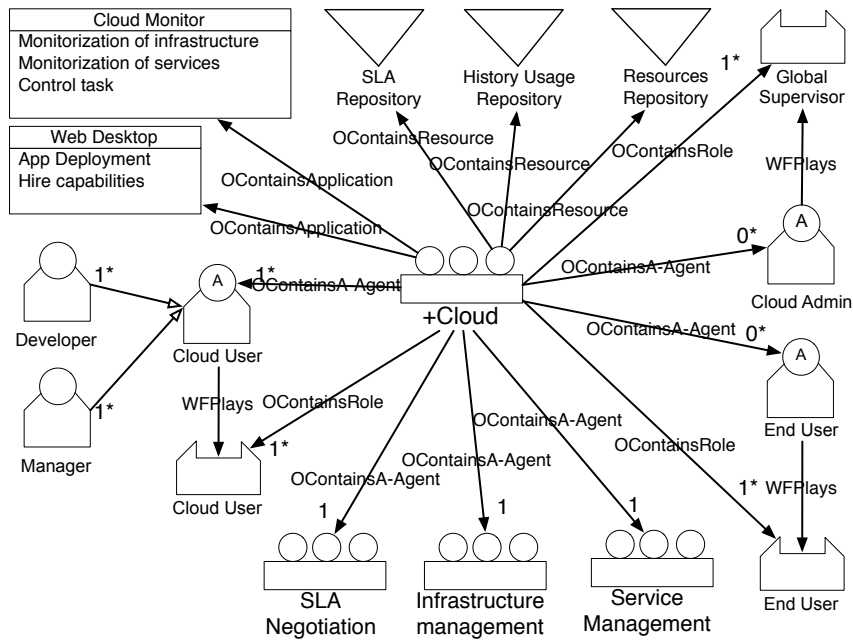 Cloud Monitor
Monitorization of infrastructure
Monitorization of services
Control task
SLA
Repository
History Usage
Repository
Resources
Repository
1*
Global
Supervisor
Web Desktop
App Deployment
Hire capabilities
OContainsResource
OContainsResource
OContainsResource
OContainsRole
WFPlays
OContainsApplication
OContainsApplication
A
0*
OContainsA-Agent
Cloud Admin
1*
Developer
A
1*
OContainsA-Agent
Cloud User
+Cloud
OContainsA-Agent
0*
A
End User
1*
Manager
WFPlays
OContainsRole
1*
Cloud User
OContainsA-Agent
OContainsA-Agent
OContainsA-Agent
OContainsRole
1*
WFPlays
1
1
1
SLA
Negotiation
Infrastructure
management
Service
Management
End User